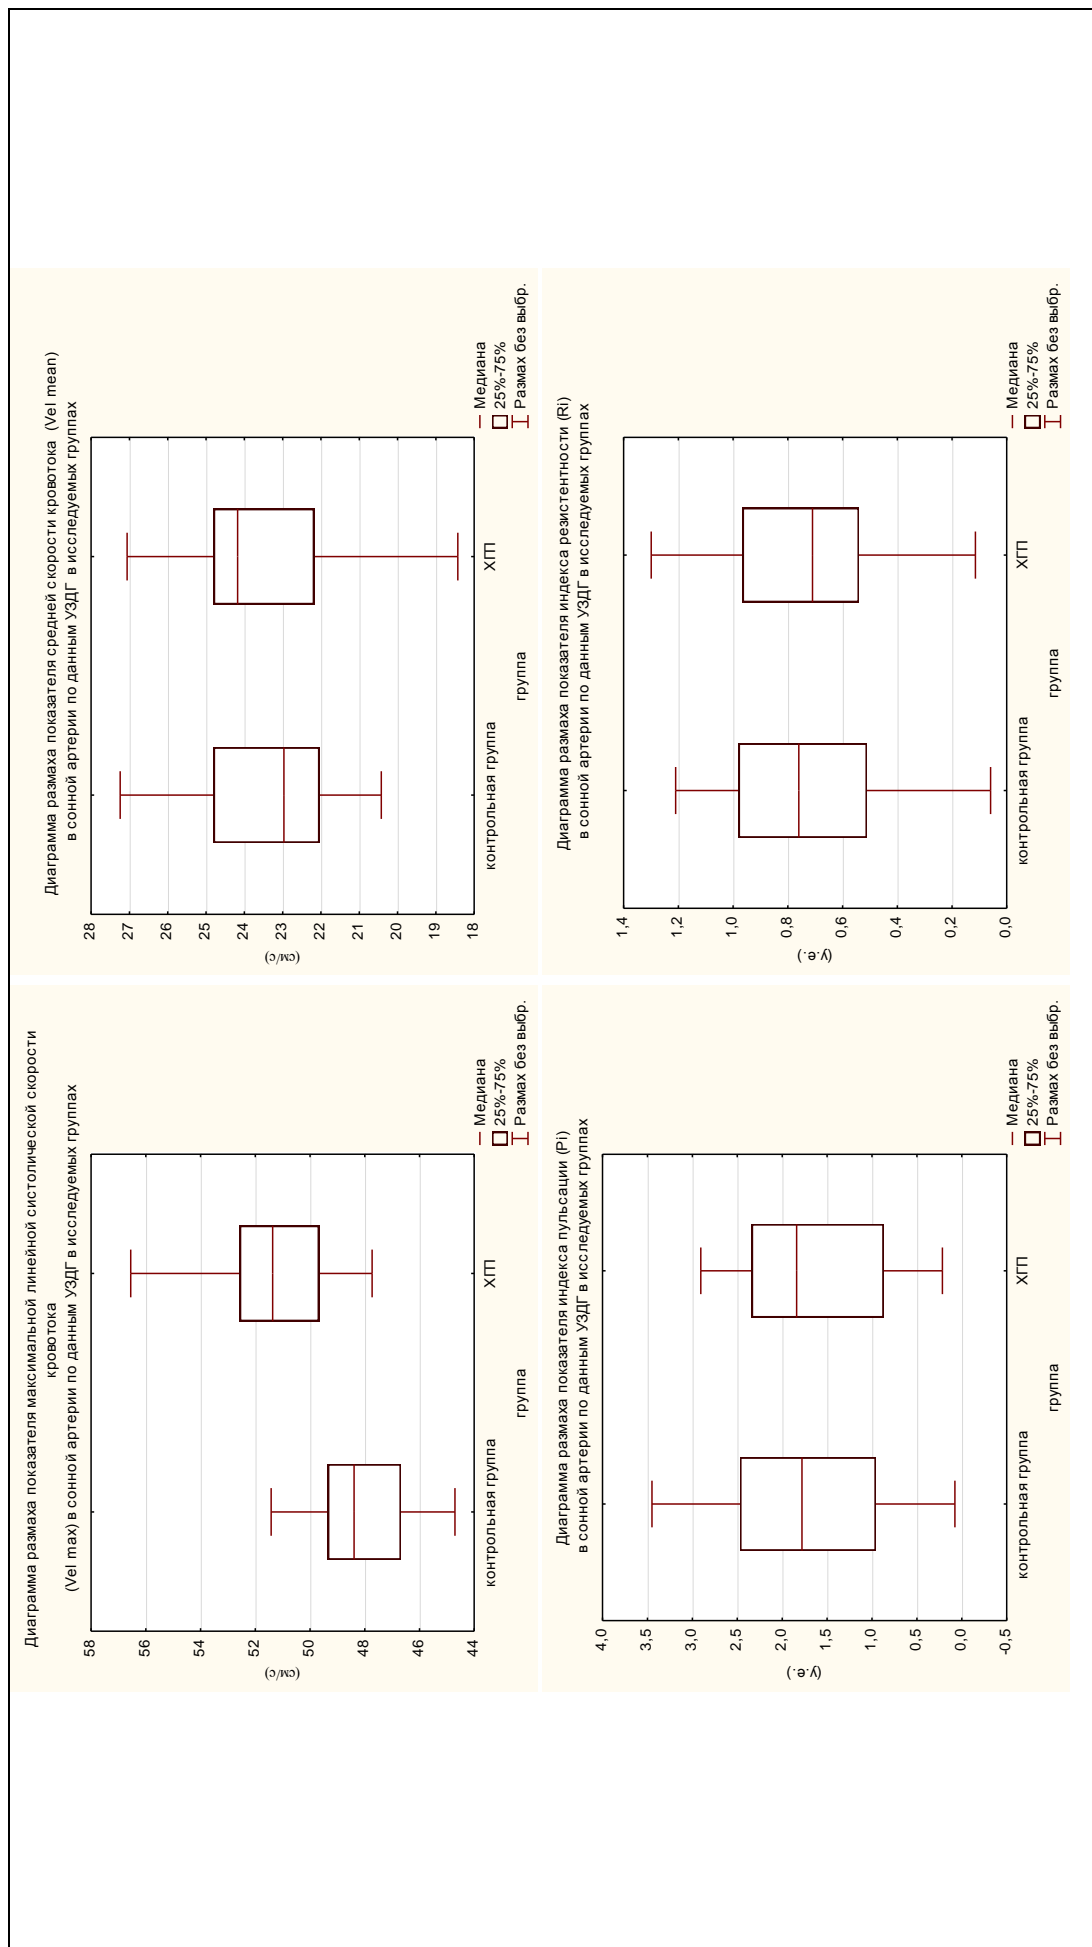 Диаграмма размаха показателя максимальной линейной систолической скорости
кровотока
(Vel max) в сонной артерии по данным УЗДГ в исследуемых группах
58
56
54
52
50
48
46
44
(см/с)
контрольная группа
ХГП
группа
Медиана
25%-75%
Размах без выбр.
Диаграмма размаха показателя средней скорости кровотока (Vel mean)
в сонной артерии по данным УЗДГ в исследуемых группах
28
27
26
25
24
23
22
21
20
19
18
(см/с)
контрольная группа
ХГП
группа
Медиана
25%-75%
Размах без выбр.
Диаграмма размаха показателя индекса пульсации (Pi)
в сонной артерии по данным УЗДГ в исследуемых группах
4,0
3,5
3,0
2,5
2,0
1,5
1,0
0,5
0,0
-0,5
(у.е.)
контрольная группа
ХГП
группа
Медиана
25%-75%
Размах без выбр.
Диаграмма размаха показателя индекса резистентности (Ri)
в сонной артерии по данным УЗДГ в исследуемых группах
1,4
1,2
1,0
0,8
0,6
0,4
0,2
0,0
(у.е.)
контрольная группа
ХГП
группа
Медиана
25%-75%
Размах без выбр.